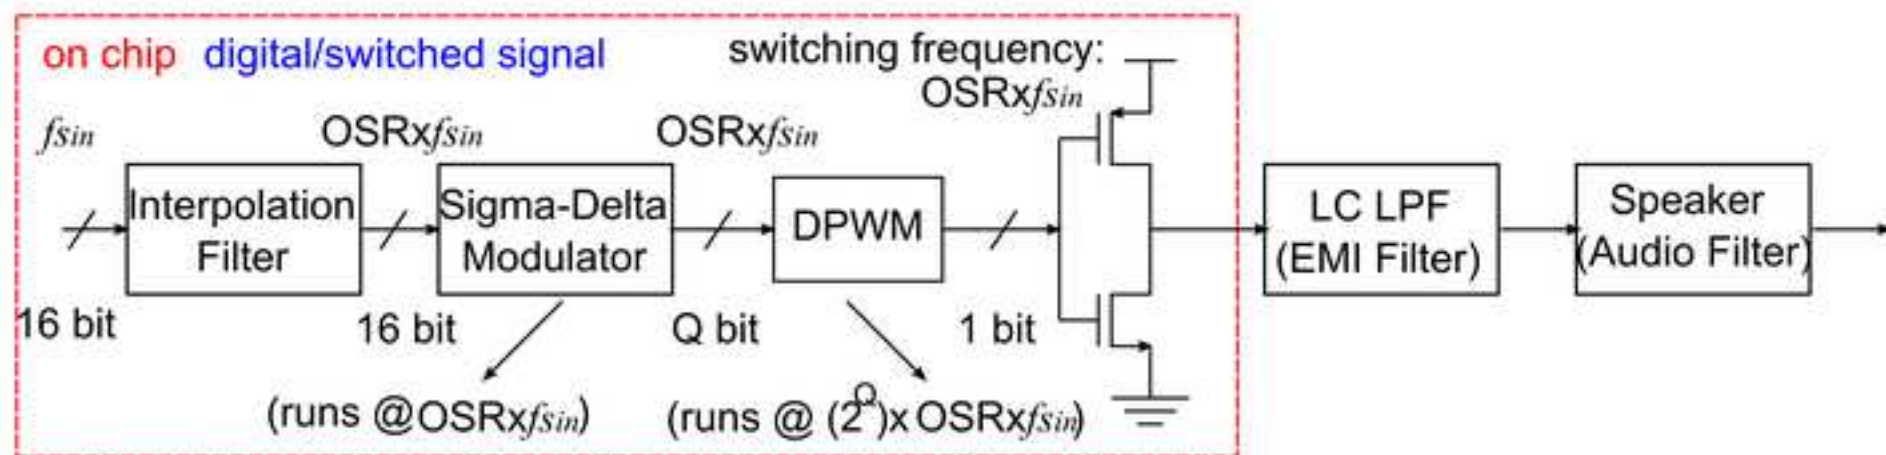 on chip digital/switched signal
switching frequency:
OSRxfsin
fsin
OSRxfsin
OSRxfsin
Interpolation
Filter
Sigma-Delta
Modulator
DPWM
LC LPF
(EMI Filter)
Speaker
(Audio Filter)
16 bit
16 bit
Q bit
1 bit
(runs @OSRxfsin)
(runs @ (2^Q)x OSRxfsin)